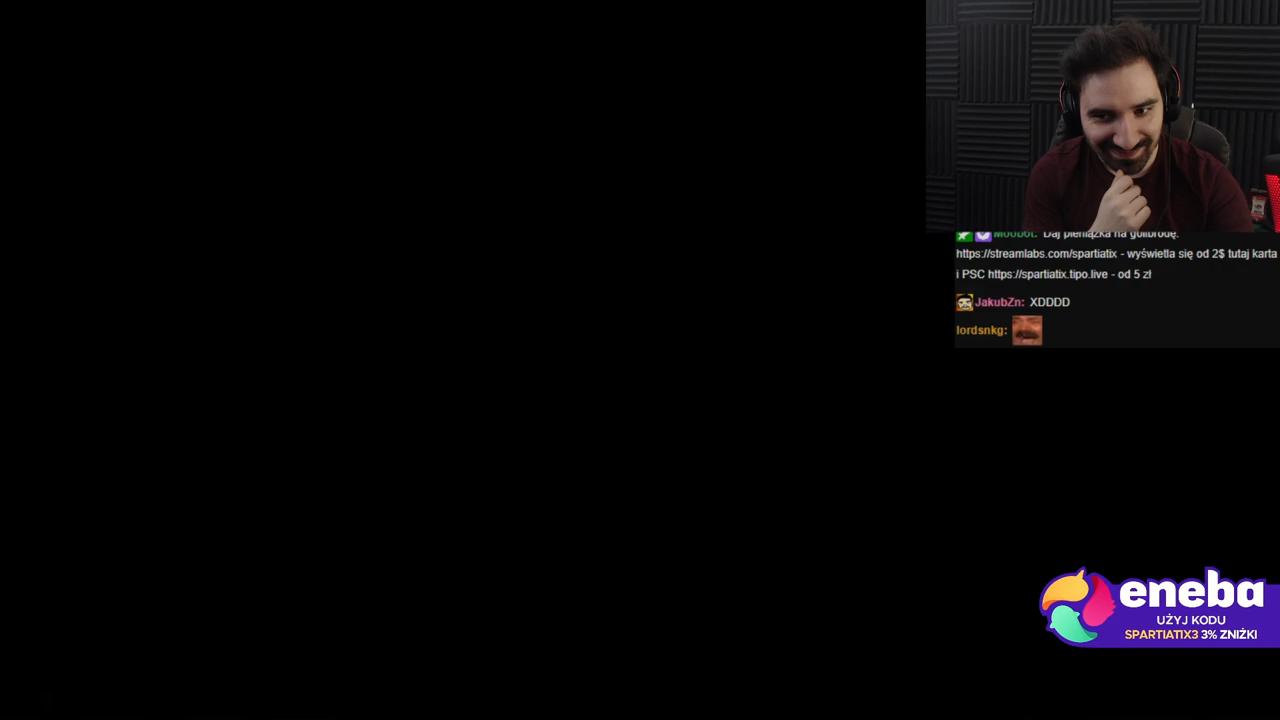 Moobot: Daj pieniążka na golibrodę.
https://streamlabs.com/spartiatix - wyświetla się od 2$ tutaj karta
i PSC https://spartiatix.tipo.live - od 5 zł
JakubZn: XDDDD
lordsnkg:
eneba
UŻYJ KODU
SPARTIATIX3 3% ZNIŻKI